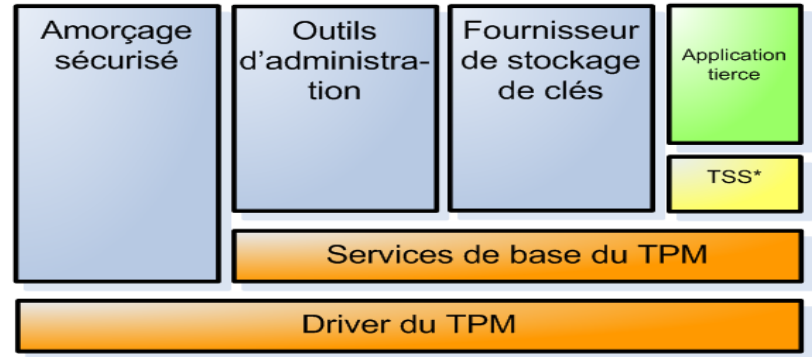 Amorçage
sécurisé
Outils
d'administra-
tion
Fournisseur
de stockage
de clés
Application
tierce
TSS*
Services de base du TPM
Driver du TPM